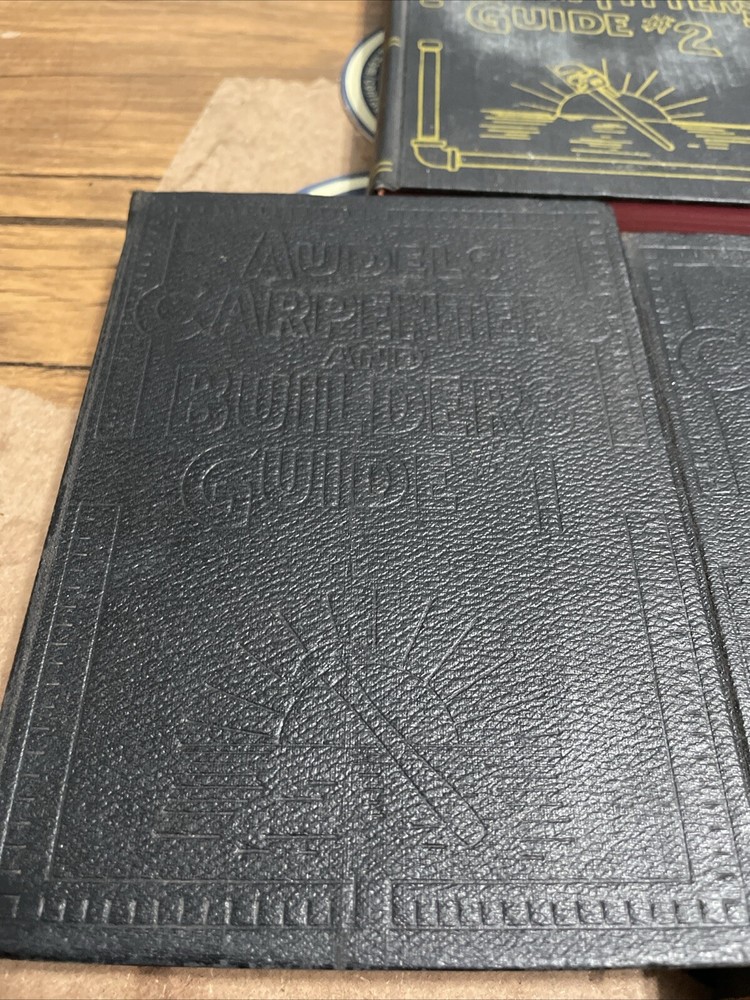 GUIDE #2
AUDELS
CARPENTERS
AND
BUILDERS
GUIDE 1